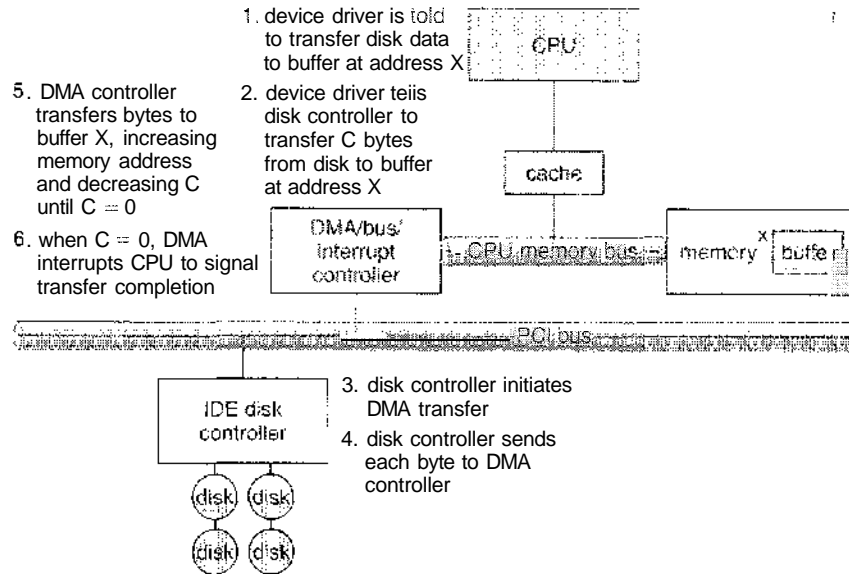 1. device driver is told
to transfer disk data
to buffer at address X
CPU
5. DMA controller
transfers bytes to
buffer X, increasing
memory address
and decreasing C
until C = 0
2. device driver teiis
disk controller to
transfer C bytes
from disk to buffer
at address X
cache
6. when C = 0, DMA
interrupts CPU to signal
transfer completion
DMA/bus/
interrupt
controller
CPU memory bus
memory
x
buffe
PCI bus
IDE disk
controller
3. disk controller initiates
DMA transfer
4. disk controller sends
each byte to DMA
controller
disk
disk
disk
disk